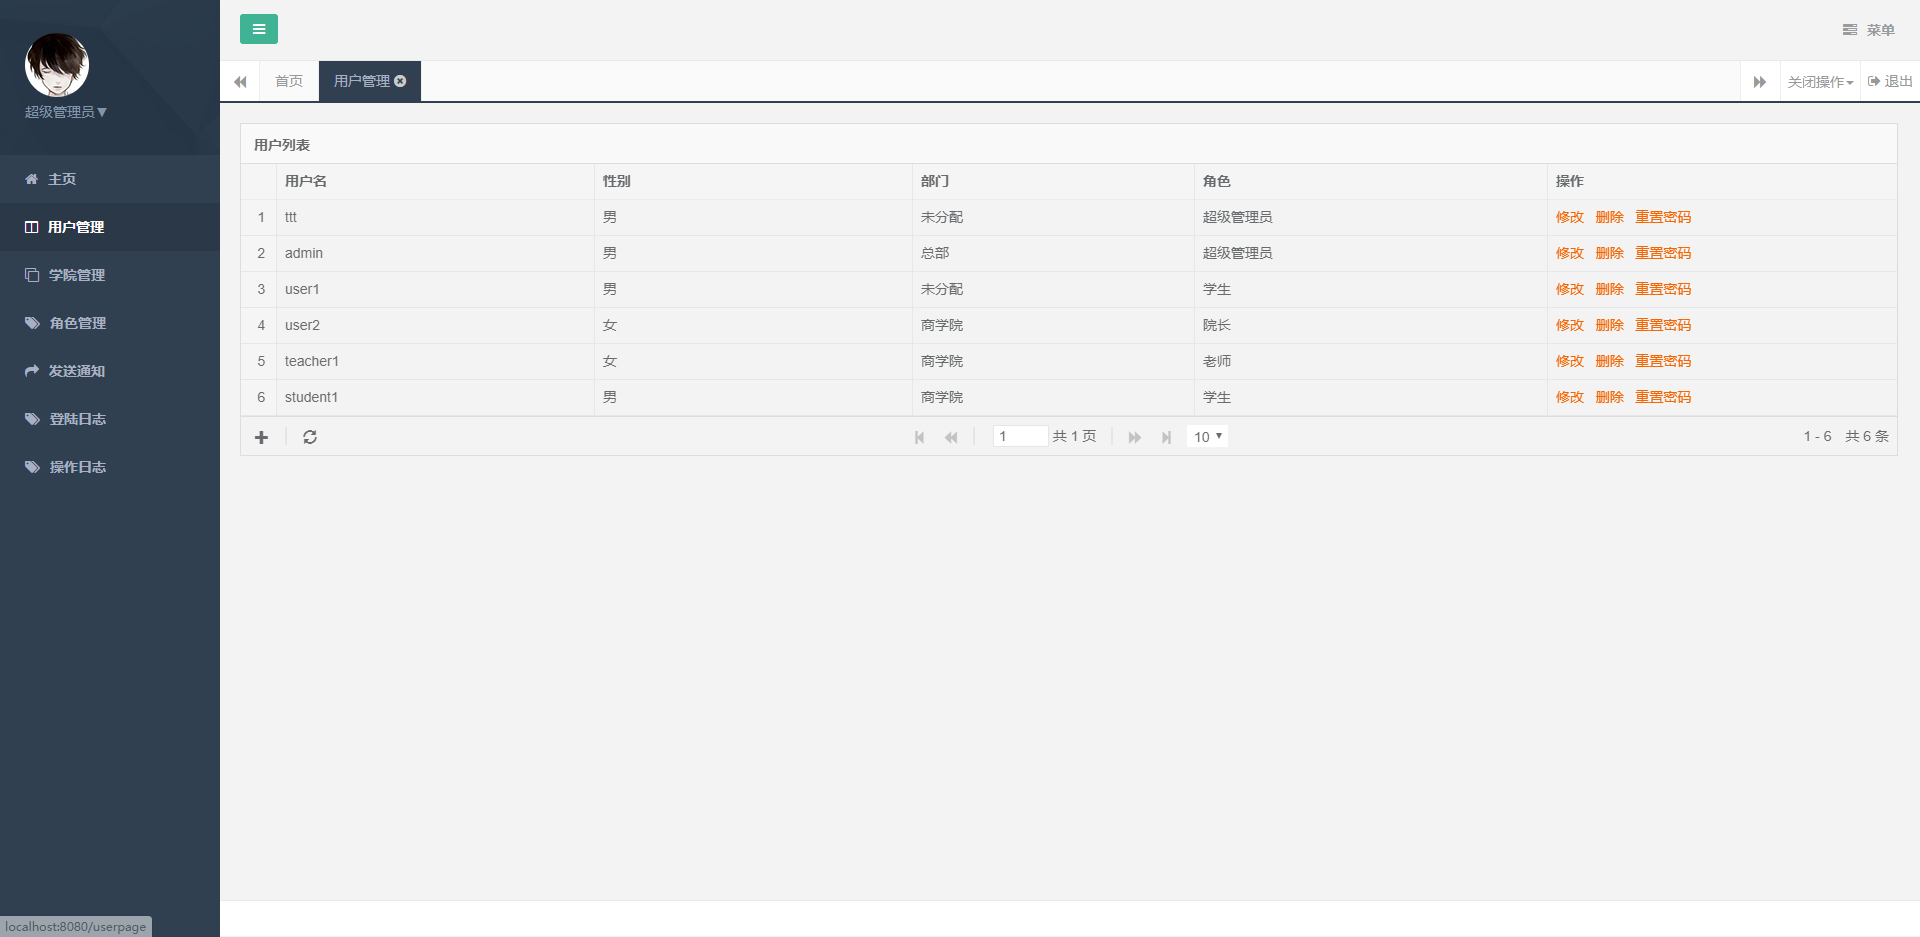 超级管理员▼
主页
用户管理
学院管理
角色管理
发送通知
登陆日志
操作日志
localhost:8080/userpage
菜单
首页 用户管理 关闭操作 退出
用户列表
用户名 性别 部门 角色 操作
1 ttt 男 未分配 超级管理员 修改 删除 重置密码
2 admin 男 总部 超级管理员 修改 删除 重置密码
3 user1 男 未分配 学生 修改 删除 重置密码
4 user2 女 商学院 院长 修改 删除 重置密码
5 teacher1 女 商学院 老师 修改 删除 重置密码
6 student1 男 商学院 学生 修改 删除 重置密码
1 共 1 页 10 1 - 6 共 6 条